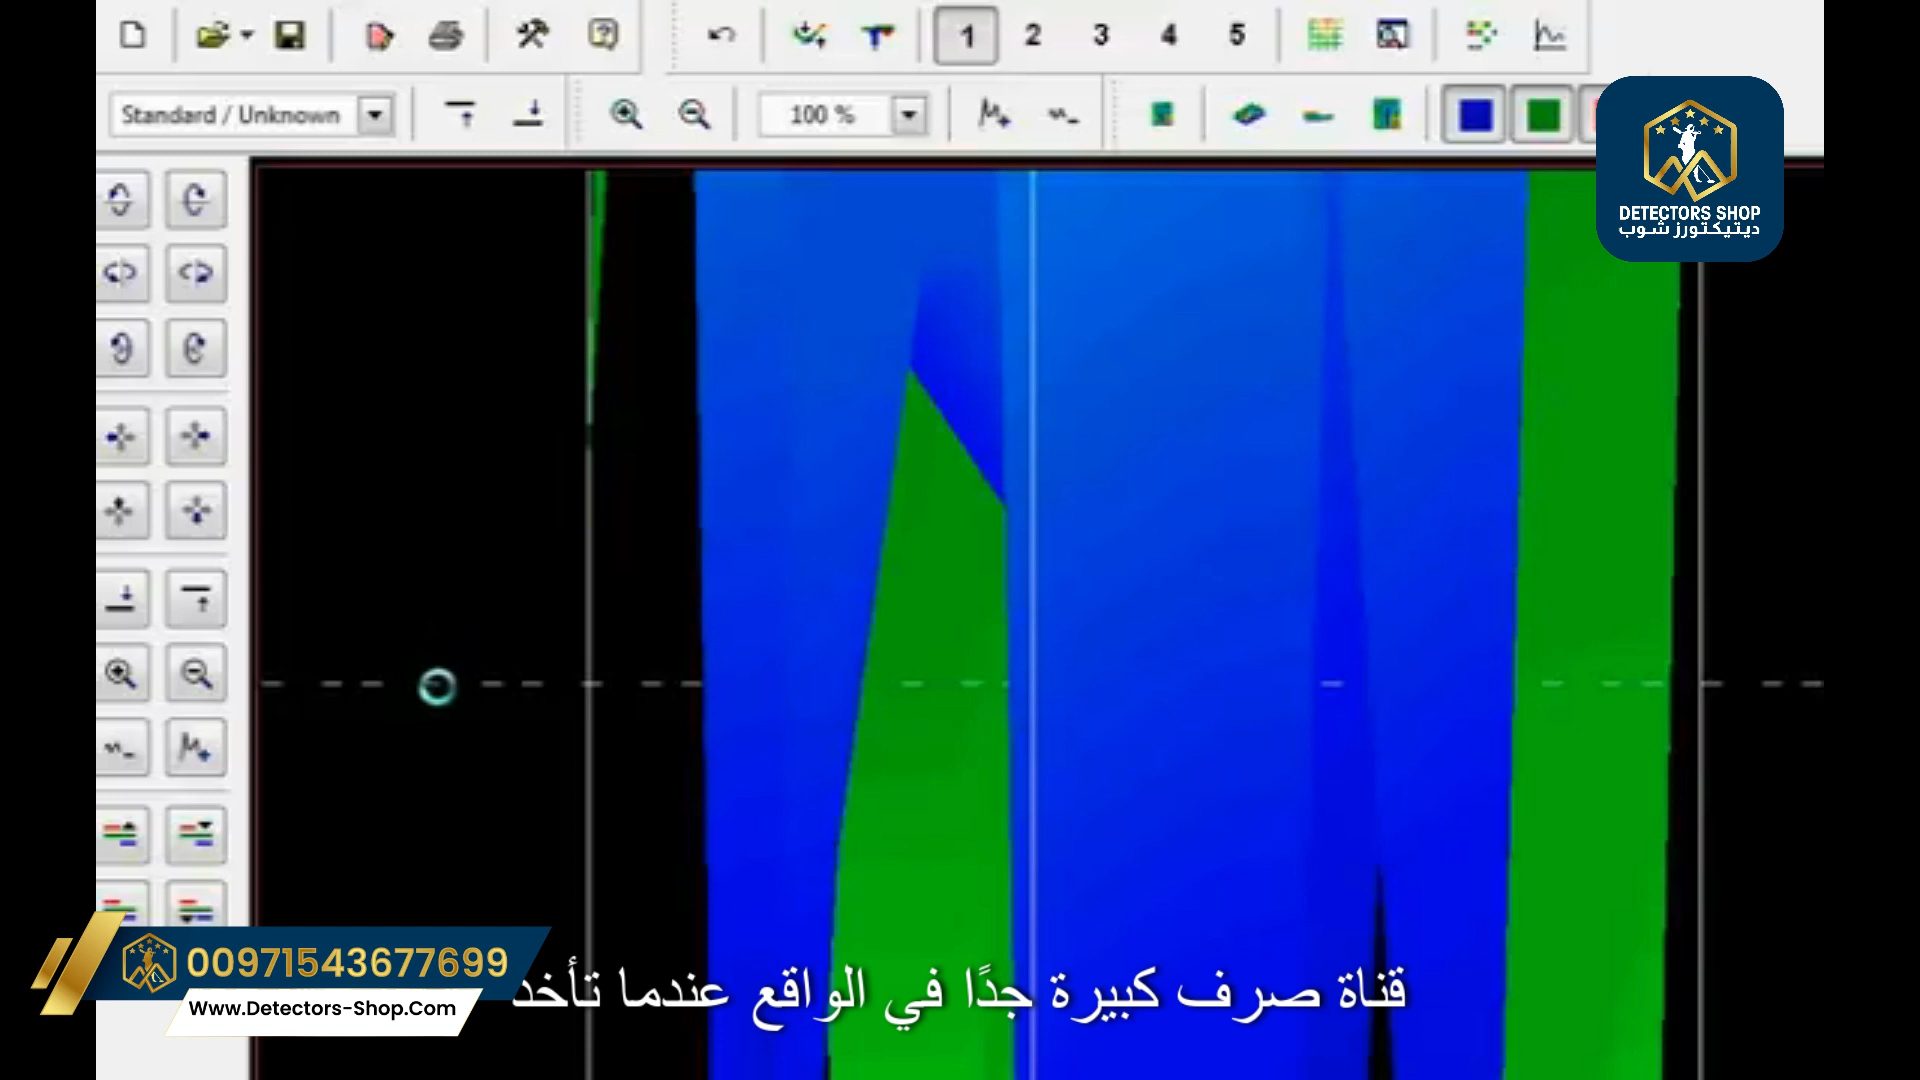 1 2 3 4 5
Standard / Unknown
100 %
DETECTORS SHOP
ديتيكتورز شوب
00971543677699
www.Detectors-Shop.Com
قناة صرف كبيرة جدًا في الواقع عندما تأخذ